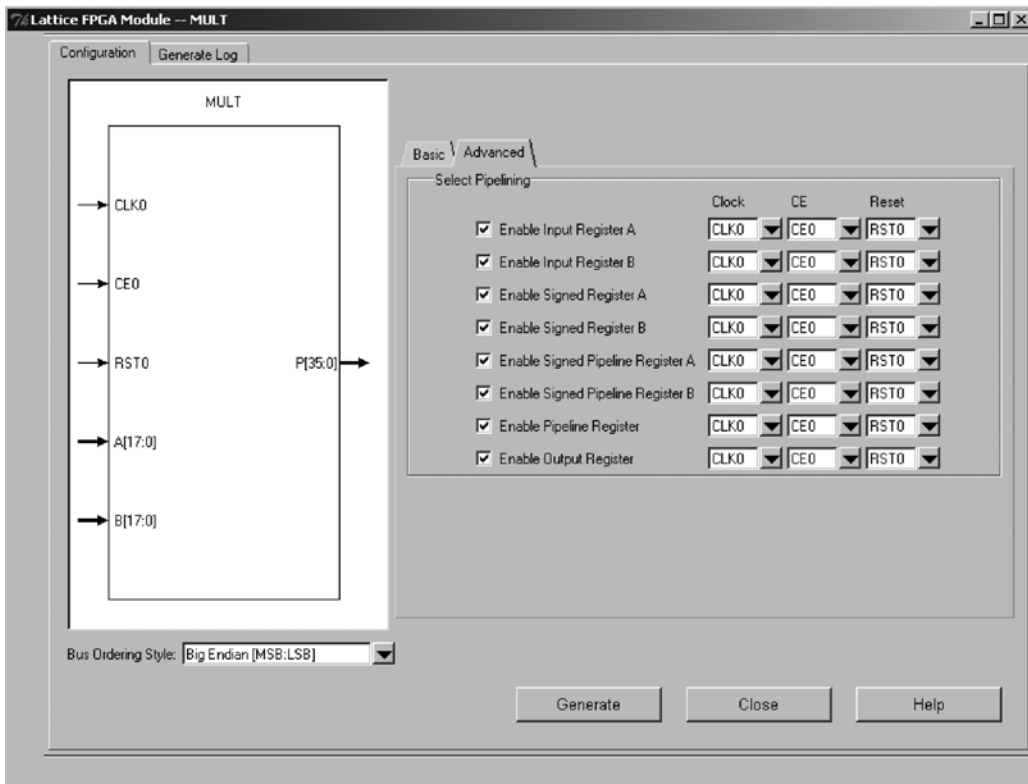 Lattice FPGA Module -- MULT
Configuration Generate Log
MULT
CLK0
CE0
RST0 P[35:0]
A[17:0]
B[17:0]
Bus Ordering Style: Big Endian [MSB:LSB]
Basic Advanced
Select Pipelining
Clock CE Reset
Enable Input Register A CLK0 CE0 RST0
Enable Input Register B CLK0 CE0 RST0
Enable Signed Register A CLK0 CE0 RST0
Enable Signed Register B CLK0 CE0 RST0
Enable Signed Pipeline Register A CLK0 CE0 RST0
Enable Signed Pipeline Register B CLK0 CE0 RST0
Enable Pipeline Register CLK0 CE0 RST0
Enable Output Register CLK0 CE0 RST0
Generate Close Help